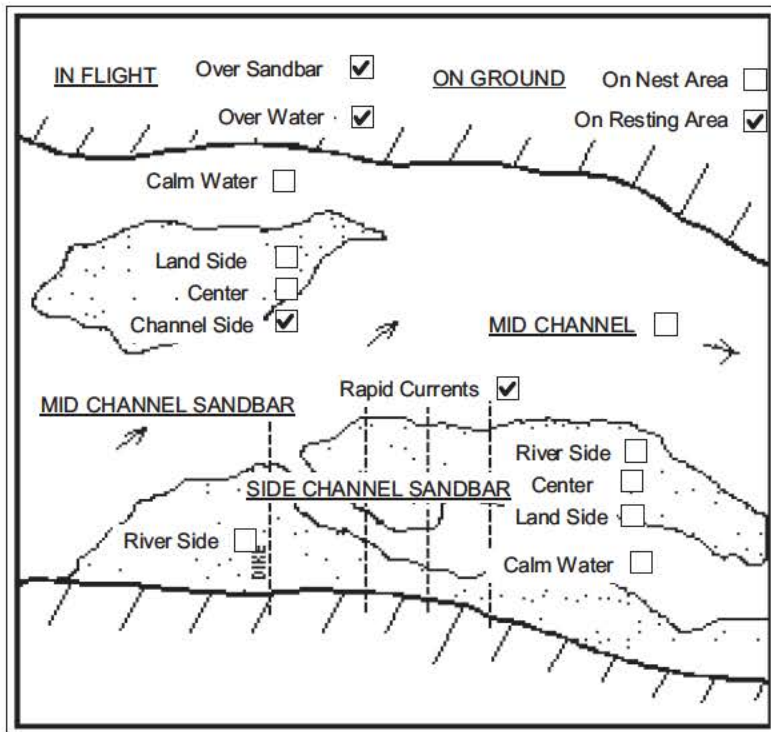 IN FLIGHT Over Sandbar ON GROUND On Nest Area
Over Water On Resting Area
Calm Water
Land Side
Center
Channel Side
MID CHANNEL
Rapid Currents
MID CHANNEL SANDBAR
River Side
SIDE CHANNEL SANDBAR Center
Land Side
River Side
DIKE
Calm Water